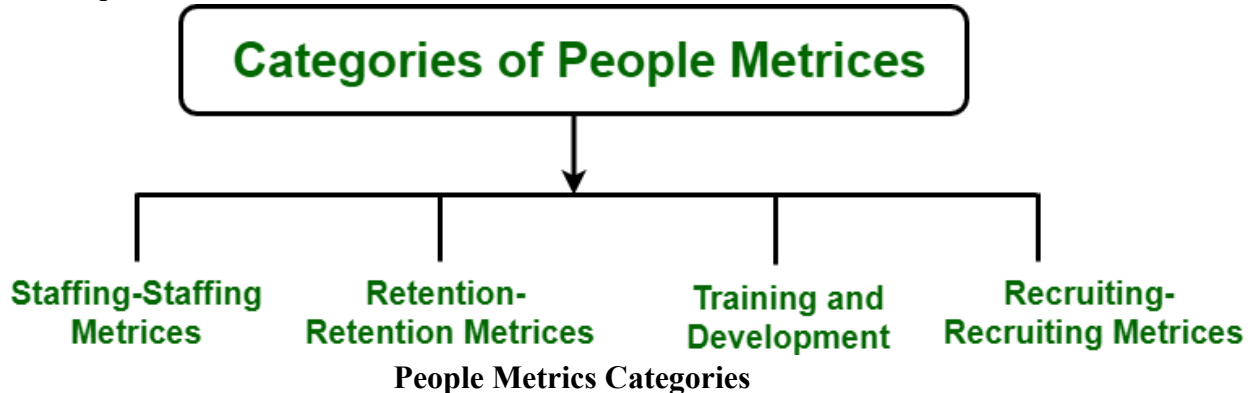 Categories of People Metrices
Staffing-Staffing
Metrices
Retention-
Retention Metrices
Training and
Development
Recruiting-
Recruiting Metrices
People Metrics Categories